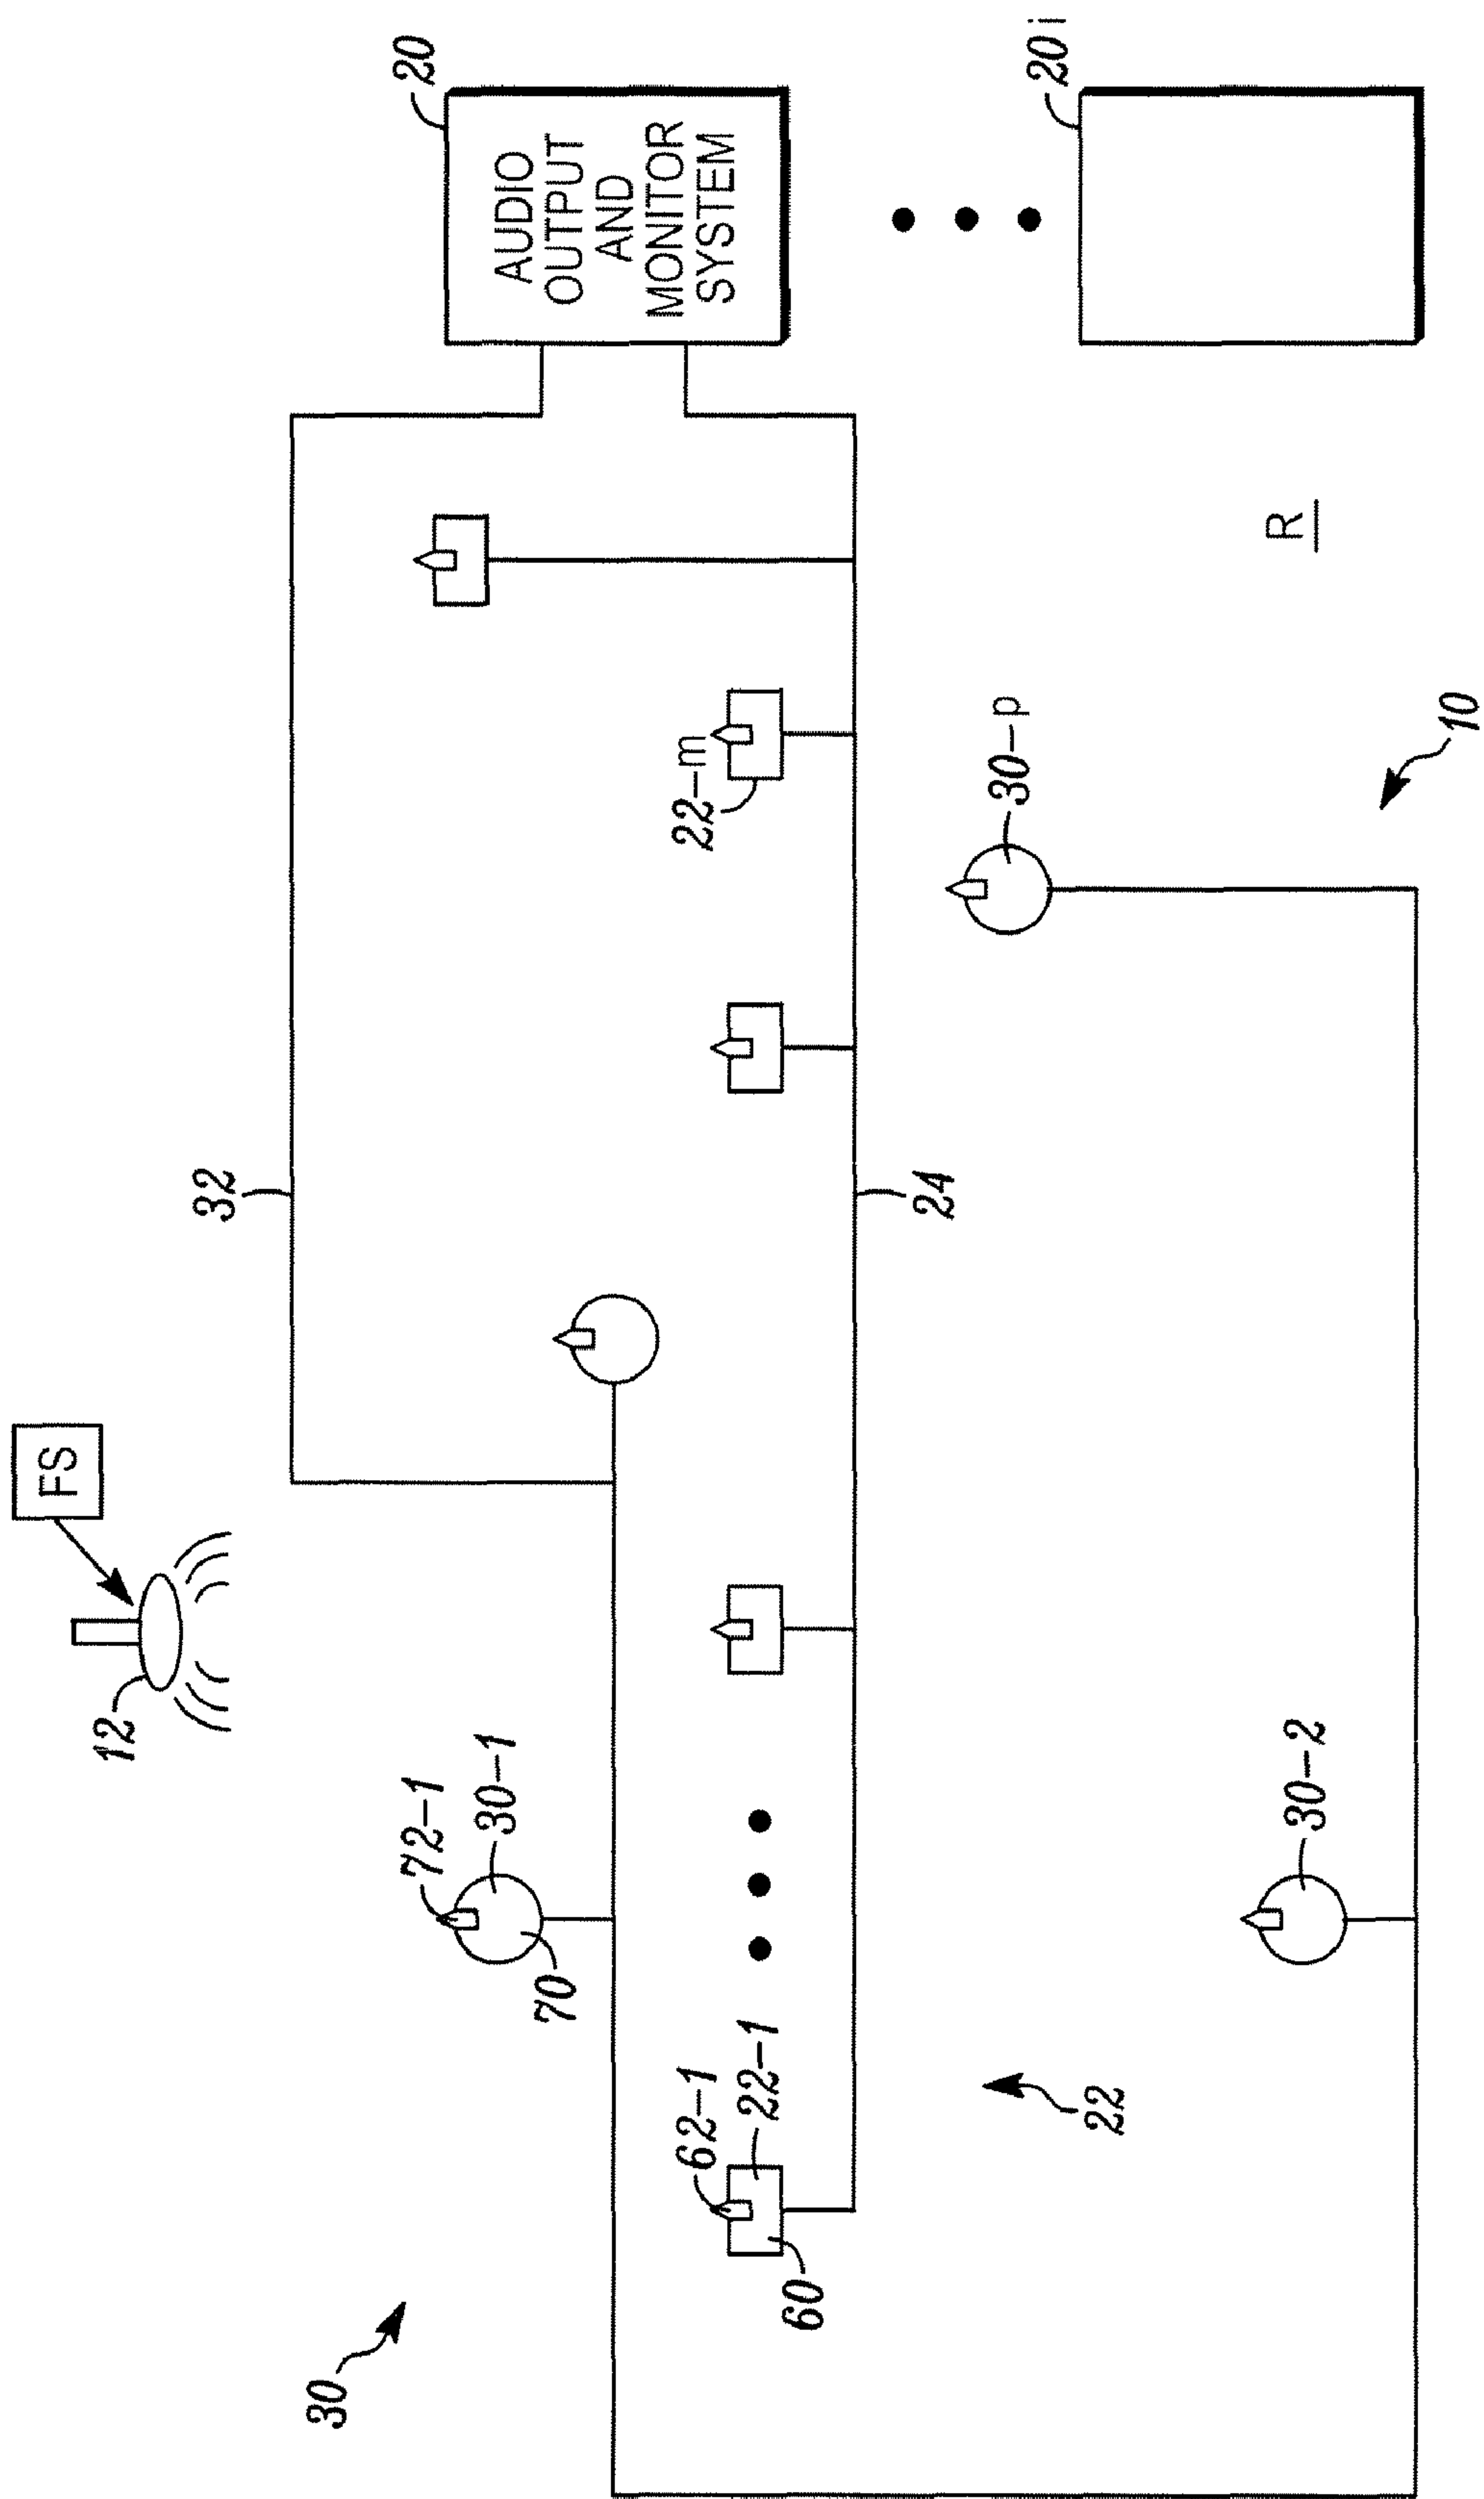 FS
12
72-1
30-1
70
30
32
20
AUDIO
OUTPUT
AND
MONITOR
SYSTEM
22-m
62-1
22-1
60
24
22
30-p
30-2
20i
R
10